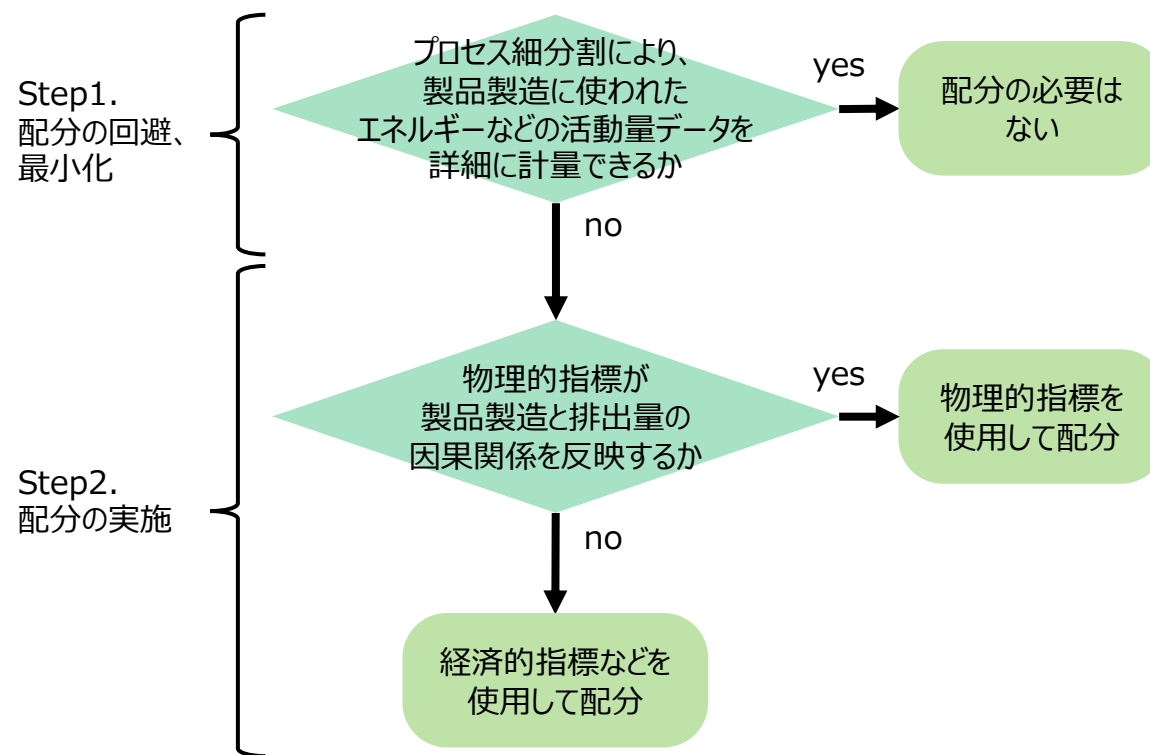 Step1.
配分の回避、
最小化
プロセス細分割により、
製品製造に使われた
エネルギーなどの活動量データを
詳細に計量できるか
yes
配分の必要は
ない
no
Step2.
配分の実施
物理的指標が
製品製造と排出量の
因果関係を反映するか
yes
物理的指標を
使用して配分
no
経済的指標などを
使用して配分